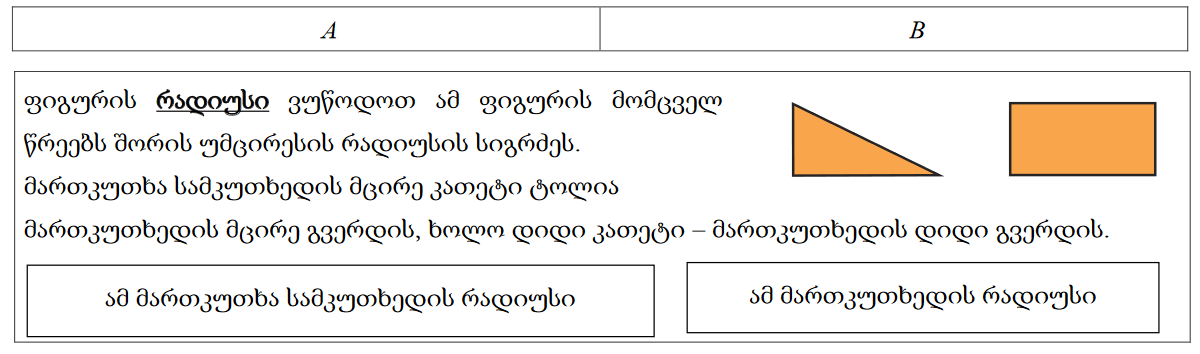 A B
ფიგურის რადიუსი ვუწოდოთ ამ ფიგურის მომცველ
წრეებს შორის უმცირესის რადიუსის სიგრძეს.
მართკუთხა სამკუთხედის მცირე კათეტი ტოლია
მართკუთხედის მცირე გვერდის, ხოლო დიდი კათეტი – მართკუთხედის დიდი გვერდის.
ამ მართკუთხა სამკუთხედის რადიუსი
ამ მართკუთხედის რადიუსი